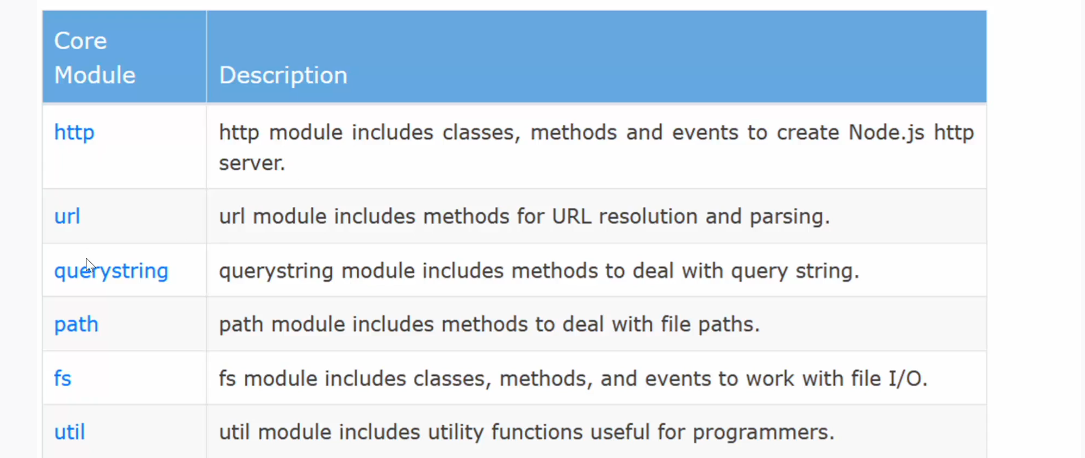 Core
Module
Description
http
http module includes classes, methods and events to create Node.js http
server.
url
url module includes methods for URL resolution and parsing.
querystring
querystring module includes methods to deal with query string.
path
path module includes methods to deal with file paths.
fs
fs module includes classes, methods, and events to work with file I/O.
util
util module includes utility functions useful for programmers.